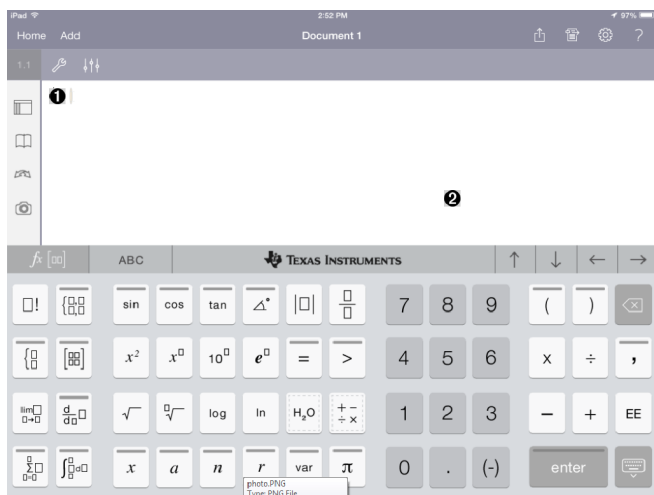 iPad 2:52 PM 97%
Home Add Document 1 ?
1.1
❶
❷
fx [▯▯] ABC TEXAS INSTRUMENTS ↑ ↓ ← →
▯! {▯,▯ ▯,▯ sin cos tan ∡° |▯| ▯/▯ 7 8 9 ( )
{▯ ▯ [▯▯ ▯▯] x² x^▯ 10^▯ e^▯ = > 4 5 6 x ÷ ,
lim▯ ▯→▯ d/d▯ ▯ √ ▯√ log ln H₂O + − ÷ × 1 2 3 − + EE
▯ Σ▯ ▯=▯ ∫▯d▯ x a n r var π 0 . (-) enter
photo.PNG
Type: PNG File